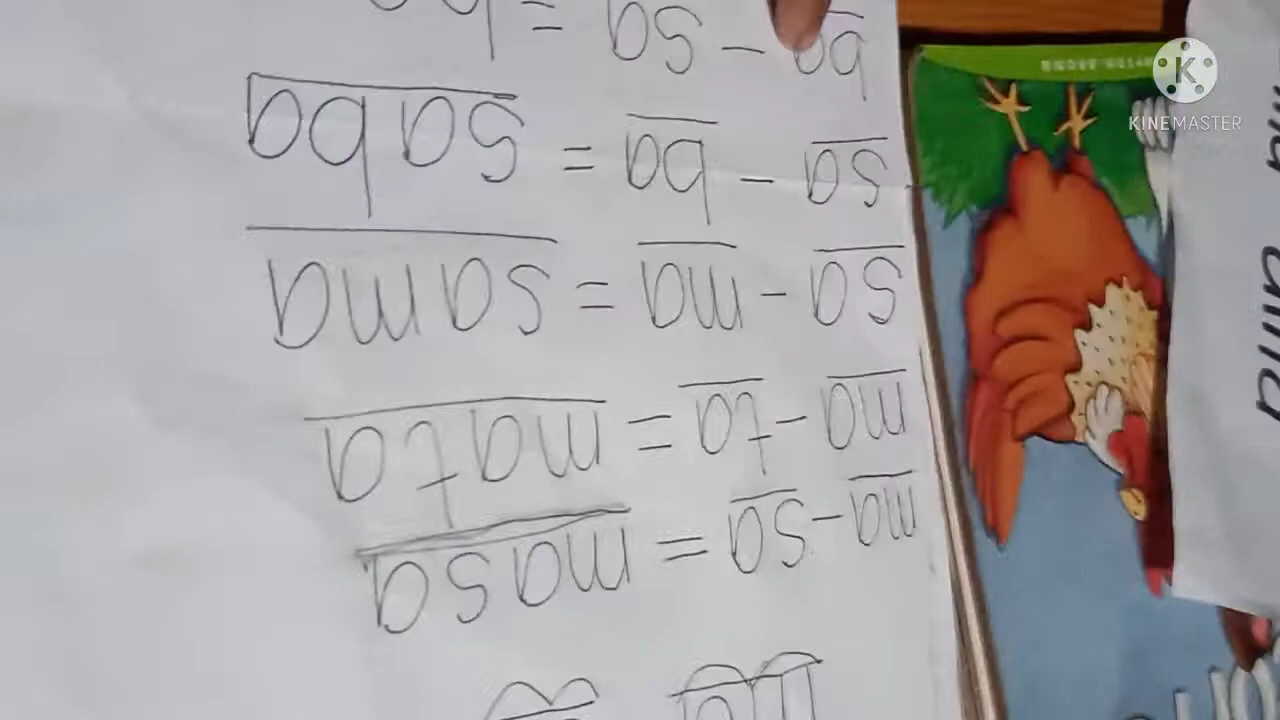 ma-sa = masa
ma-ta = mata
sa-ma = sama
sa-ba = saba
ba-sa =
KINEMASTER